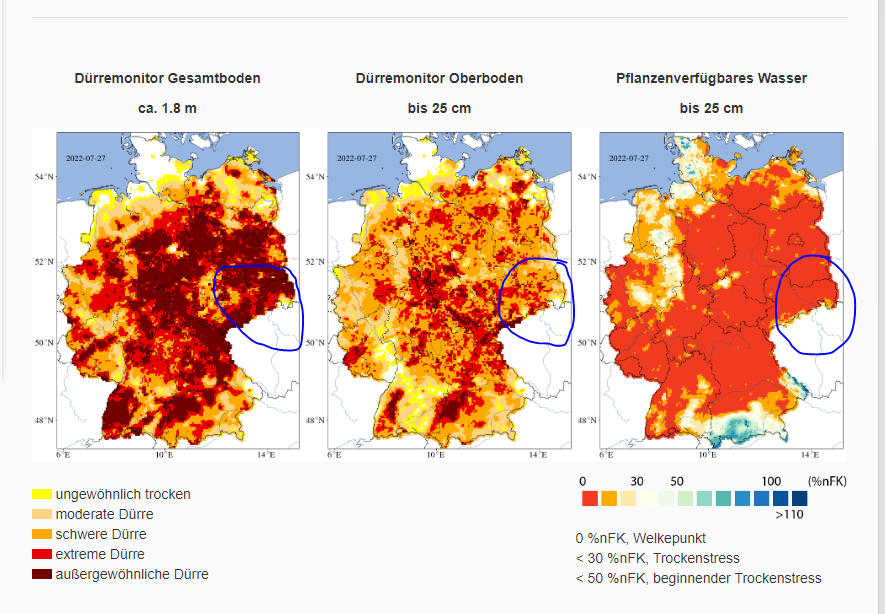 Dürremonitor Gesamtboden
ca. 1.8 m
Dürremonitor Oberboden
bis 25 cm
Pflanzenverfügbares Wasser
bis 25 cm
2022-07-27
54°N
52°N
50°N
48°N
6°E
10°E
14°E
2022-07-27
54°N
52°N
50°N
48°N
6°E
10°E
14°E
2022-07-27
54°N
52°N
50°N
48°N
6°E
10°E
14°E
ungewöhnlich trocken
moderate Dürre
schwere Dürre
extreme Dürre
außergewöhnliche Dürre
0 30 50 100 (%nFK)
>110
0 %nFK, Welkepunkt
< 30 %nFK, Trockenstress
< 50 %nFK, beginnender Trockenstress